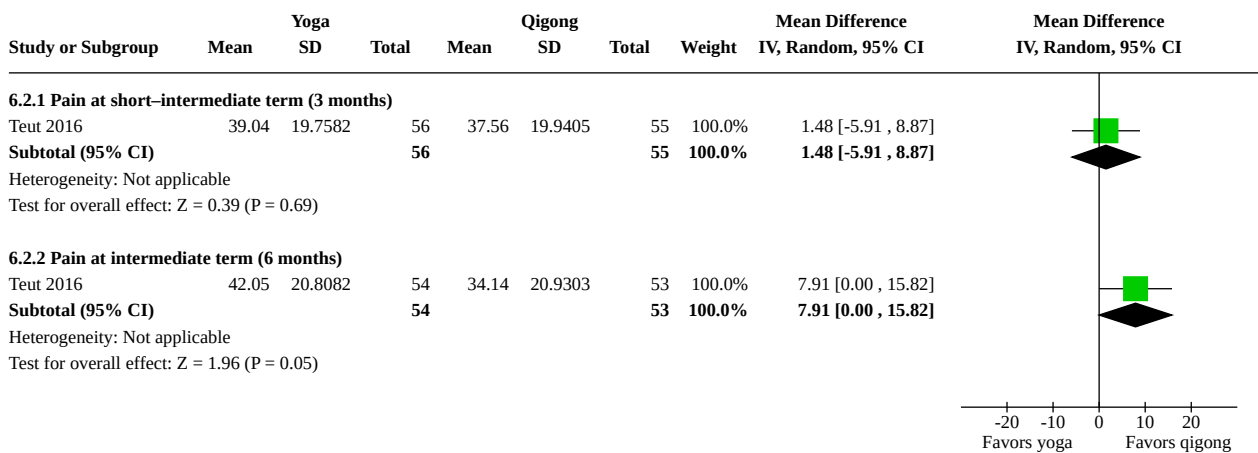 Yoga Qigong Mean Difference Mean Difference
Study or Subgroup Mean SD Total Mean SD Total Weight IV, Random, 95% CI IV, Random, 95% CI
6.2.1 Pain at short–intermediate term (3 months)
Teut 2016 39.04 19.7582 56 37.56 19.9405 55 100.0% 1.48 [-5.91 , 8.87]
Subtotal (95% CI) 56 55 100.0% 1.48 [-5.91 , 8.87]
Heterogeneity: Not applicable
Test for overall effect: Z = 0.39 (P = 0.69)
6.2.2 Pain at intermediate term (6 months)
Teut 2016 42.05 20.8082 54 34.14 20.9303 53 100.0% 7.91 [0.00 , 15.82]
Subtotal (95% CI) 54 53 100.0% 7.91 [0.00 , 15.82]
Heterogeneity: Not applicable
Test for overall effect: Z = 1.96 (P = 0.05)
-20 -10 0 10 20
Favors yoga Favors qigong